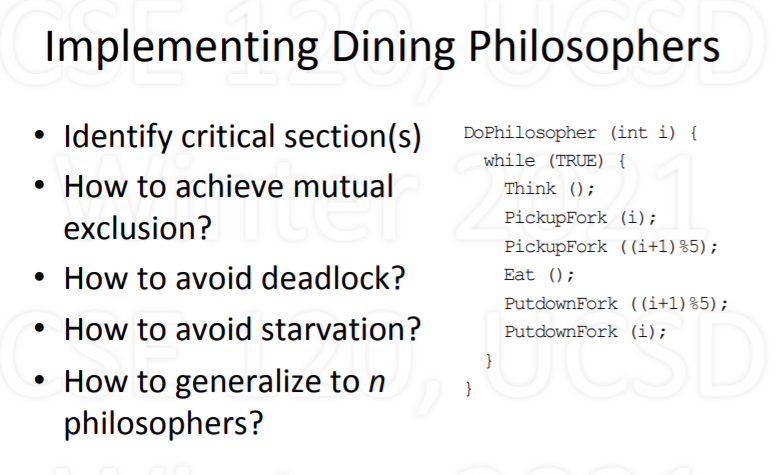 Implementing Dining Philosophers
• Identify critical section(s)
• How to achieve mutual
exclusion?
• How to avoid deadlock?
• How to avoid starvation?
• How to generalize to n
philosophers?
DoPhilosopher (int i) {
while (TRUE) {
Think ();
PickupFork (i);
PickupFork ((i+1)%5);
Eat ();
PutdownFork ((i+1)%5);
PutdownFork (i);
}
}
CSE 120, UCSD
Winter 2021
CSE 120, UCSD